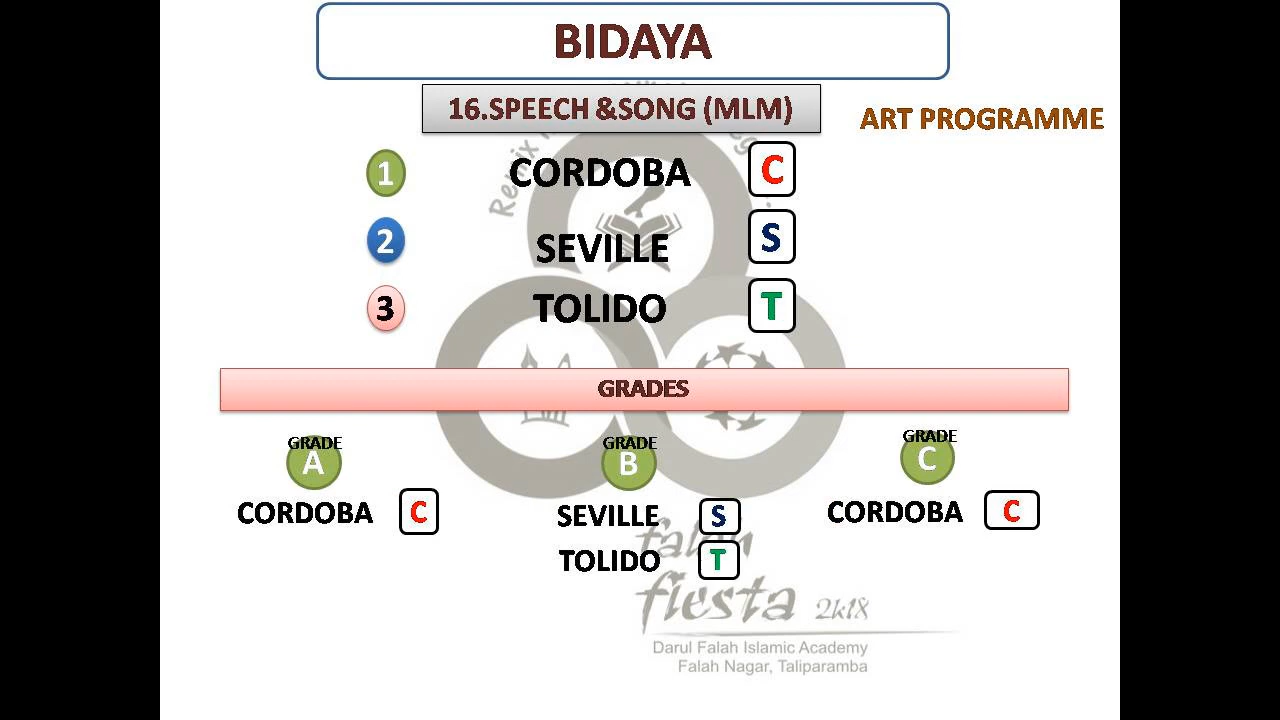 BIDAYA
16.SPEECH &SONG (MLM)
ART PROGRAMME
1 CORDOBA C
2 SEVILLE S
3 TOLIDO T
GRADES
GRADE GRADE GRADE
A B C
CORDOBA C SEVILLE S CORDOBA C
TOLIDO T
falah
fiesta 2k18
Darul Falah Islamic Academy
Falah Nagar, Taliparamba